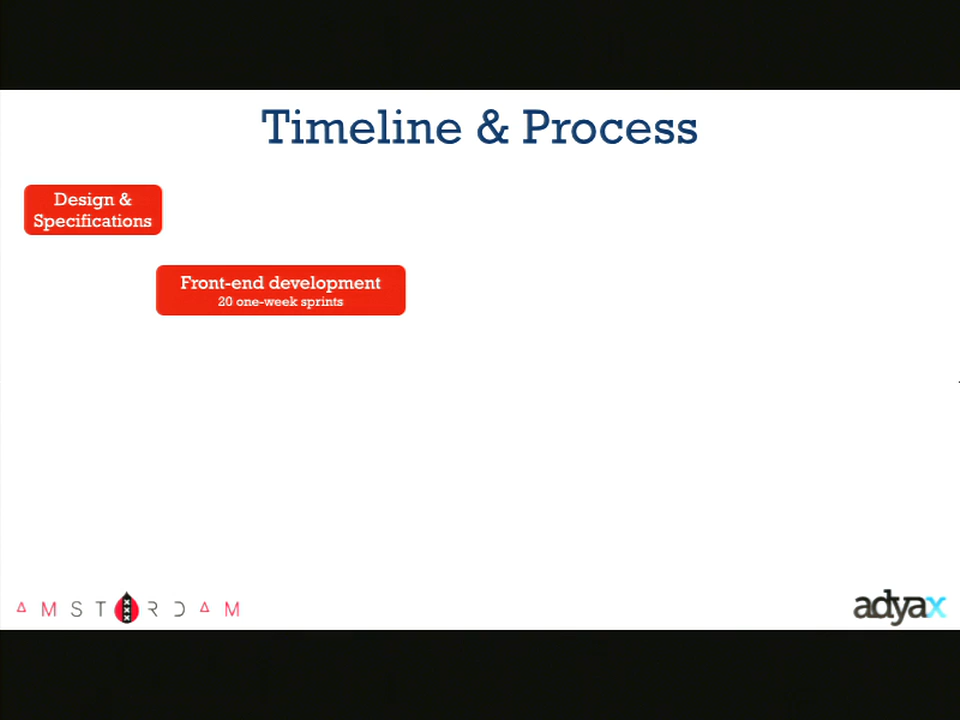 Timeline & Process
Design &
Specifications
Front-end development
20 one-week sprints
AMSTERDAM
adyax